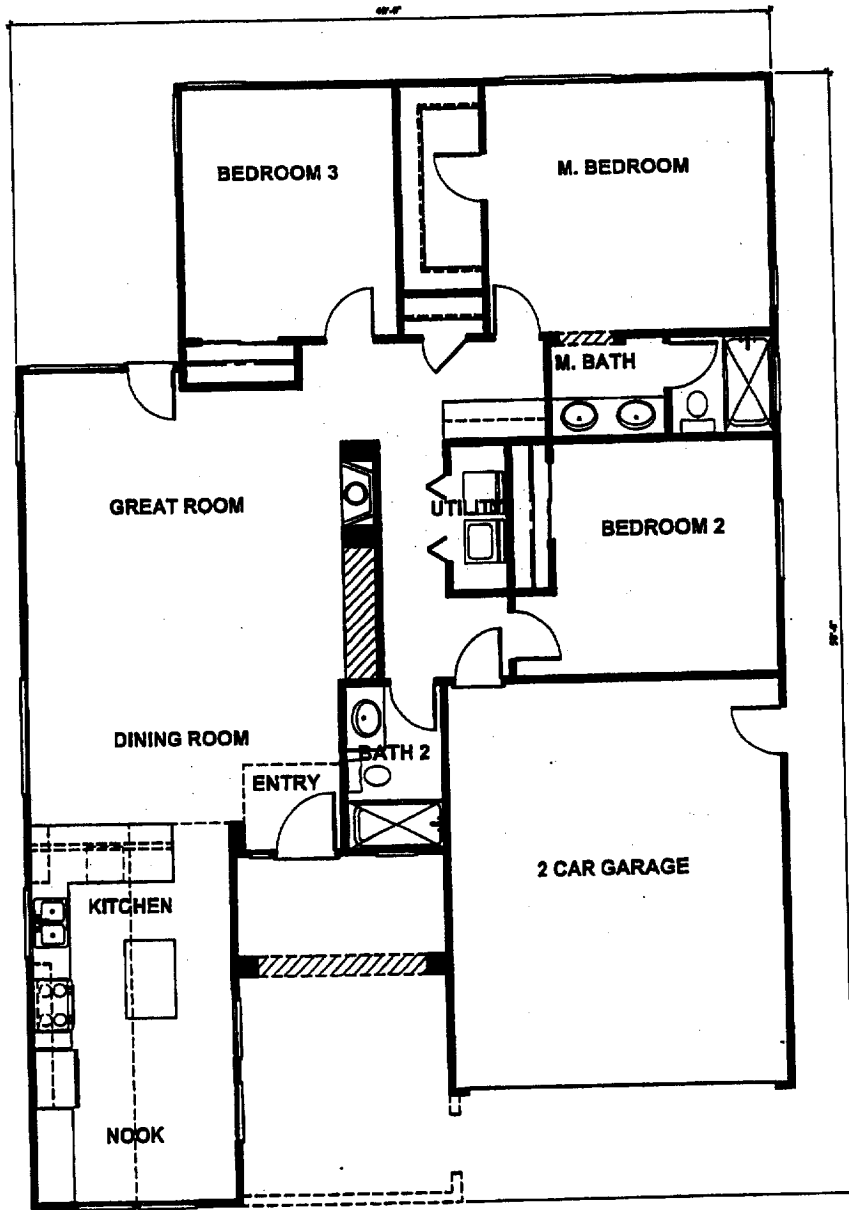 BEDROOM 3
M. BEDROOM
M. BATH
GREAT ROOM
UTILITY
BEDROOM 2
DINING ROOM
BATH 2
ENTRY
2 CAR GARAGE
KITCHEN
NOOK